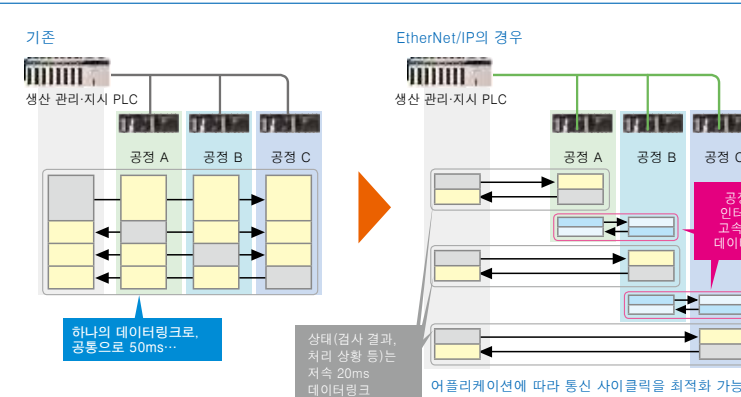 기존
생산 관리·지시 PLC
공정 A
공정 B
공정 C
하나의 데이터링크로,
공통으로 50ms…
EtherNet/IP의 경우
생산 관리·지시 PLC
공정 A
공정 B
공정 C
상태(검사 결과,
처리 상황 등)는
저속 20ms
데이터링크
어플리케이션에 따라 통신 사이클릭을 최적화 가능